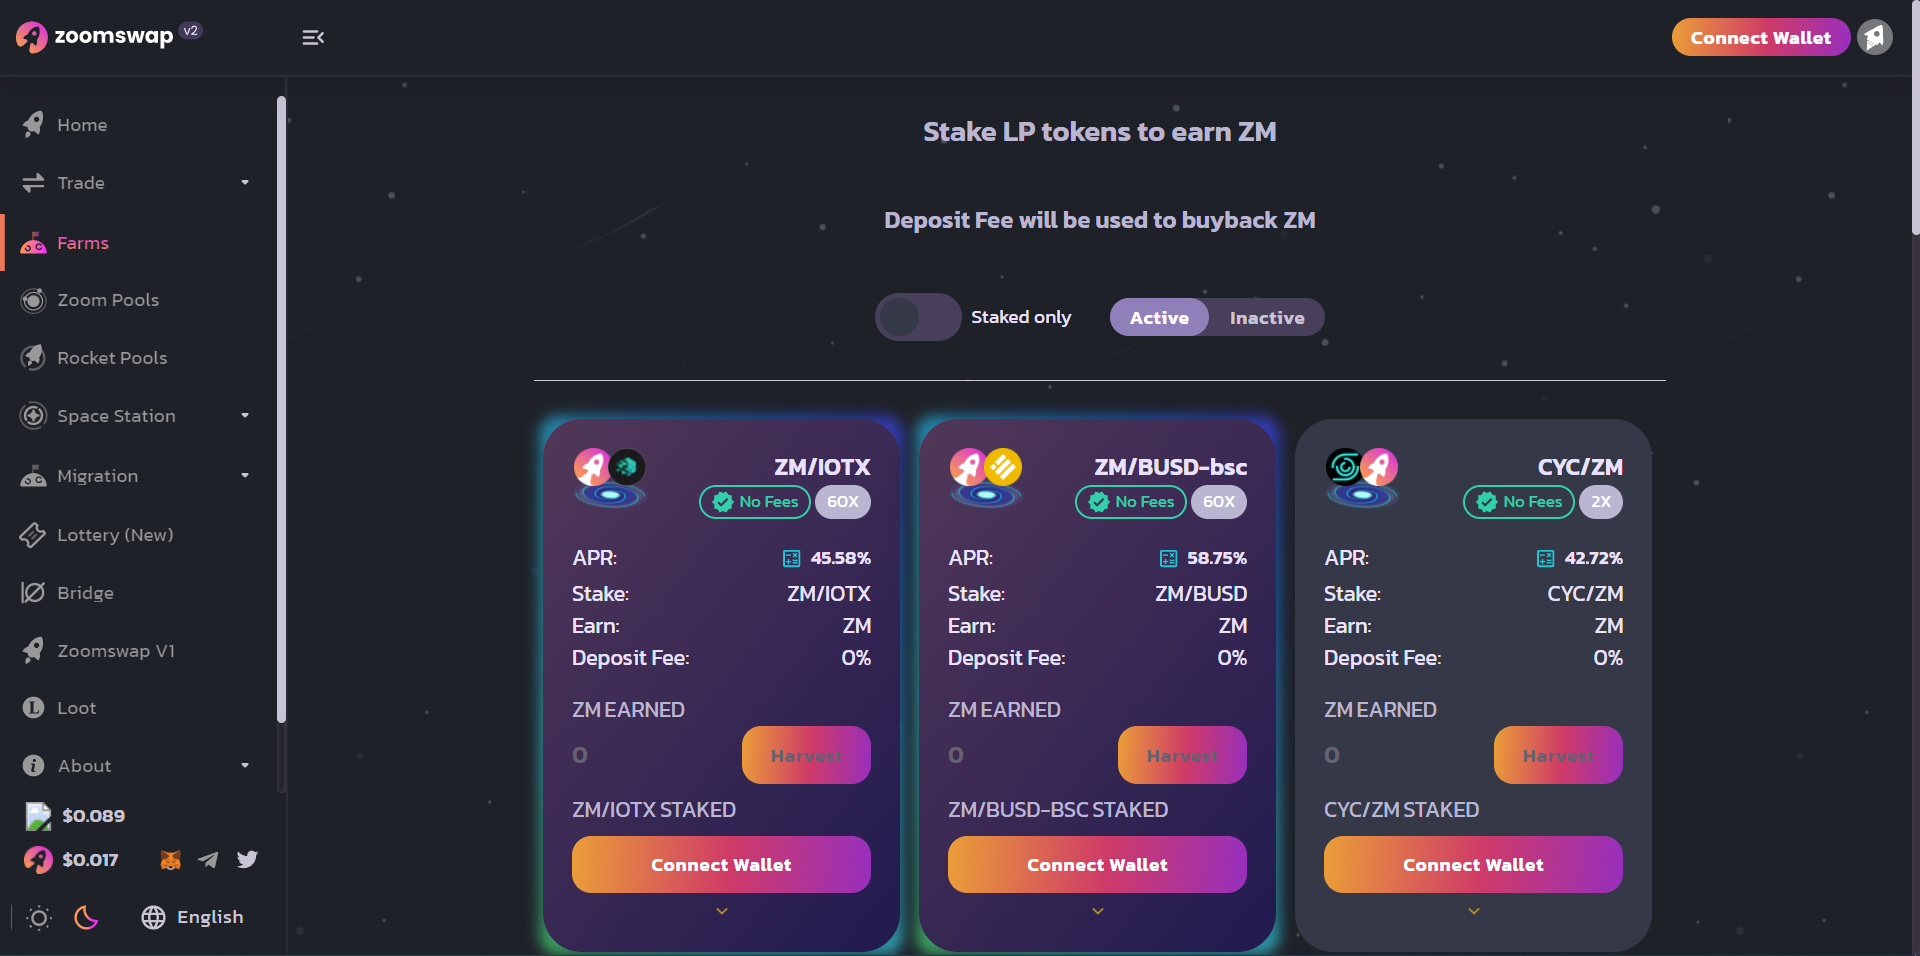 zoomswap v2
Connect Wallet
Home
Trade
Farms
Zoom Pools
Rocket Pools
Space Station
Migration
Lottery (New)
Bridge
Zoomswap V1
Loot
About
$0.089
$0.017
English
Stake LP tokens to earn ZM
Deposit Fee will be used to buyback ZM
Staked only
Active Inactive
ZM/IOTX
No Fees 60X
APR: 45.58%
Stake: ZM/IOTX
Earn: ZM
Deposit Fee: 0%
ZM EARNED
0 Harvest
ZM/IOTX STAKED
Connect Wallet
ZM/BUSD-bsc
No Fees 60X
APR: 58.75%
Stake: ZM/BUSD
Earn: ZM
Deposit Fee: 0%
ZM EARNED
0 Harvest
ZM/BUSD-BSC STAKED
Connect Wallet
CYC/ZM
No Fees 2X
APR: 42.72%
Stake: CYC/ZM
Earn: ZM
Deposit Fee: 0%
ZM EARNED
0 Harvest
CYC/ZM STAKED
Connect Wallet